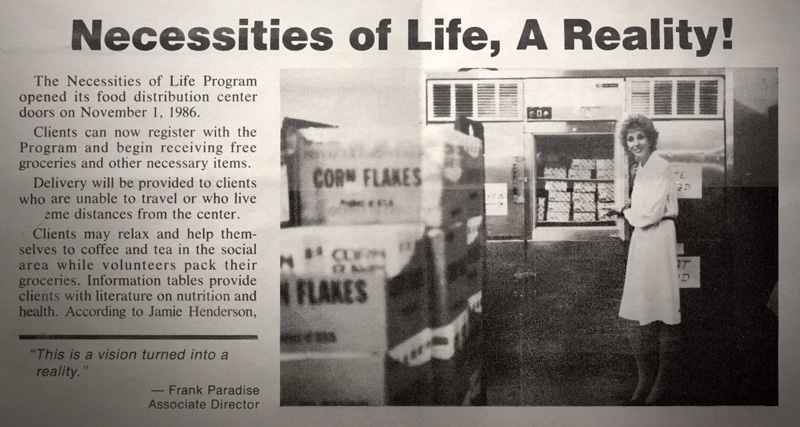 Necessities of Life, A Reality!
The Necessities of Life Program
opened its food distribution center
doors on November 1, 1986.
Clients can now register with the
Program and begin receiving free
groceries and other necessary items.
Delivery will be provided to clients
who are unable to travel or who live
eme distances from the center.
Clients may relax and help them-
selves to coffee and tea in the social
area while volunteers pack their
groceries. Information tables provide
clients with literature on nutrition and
health. According to Jamie Henderson,
"This is a vision turned into a
reality."
— Frank Paradise
Associate Director
CORN FLAKES
Product of U.S.A.
CORN
FLAKES